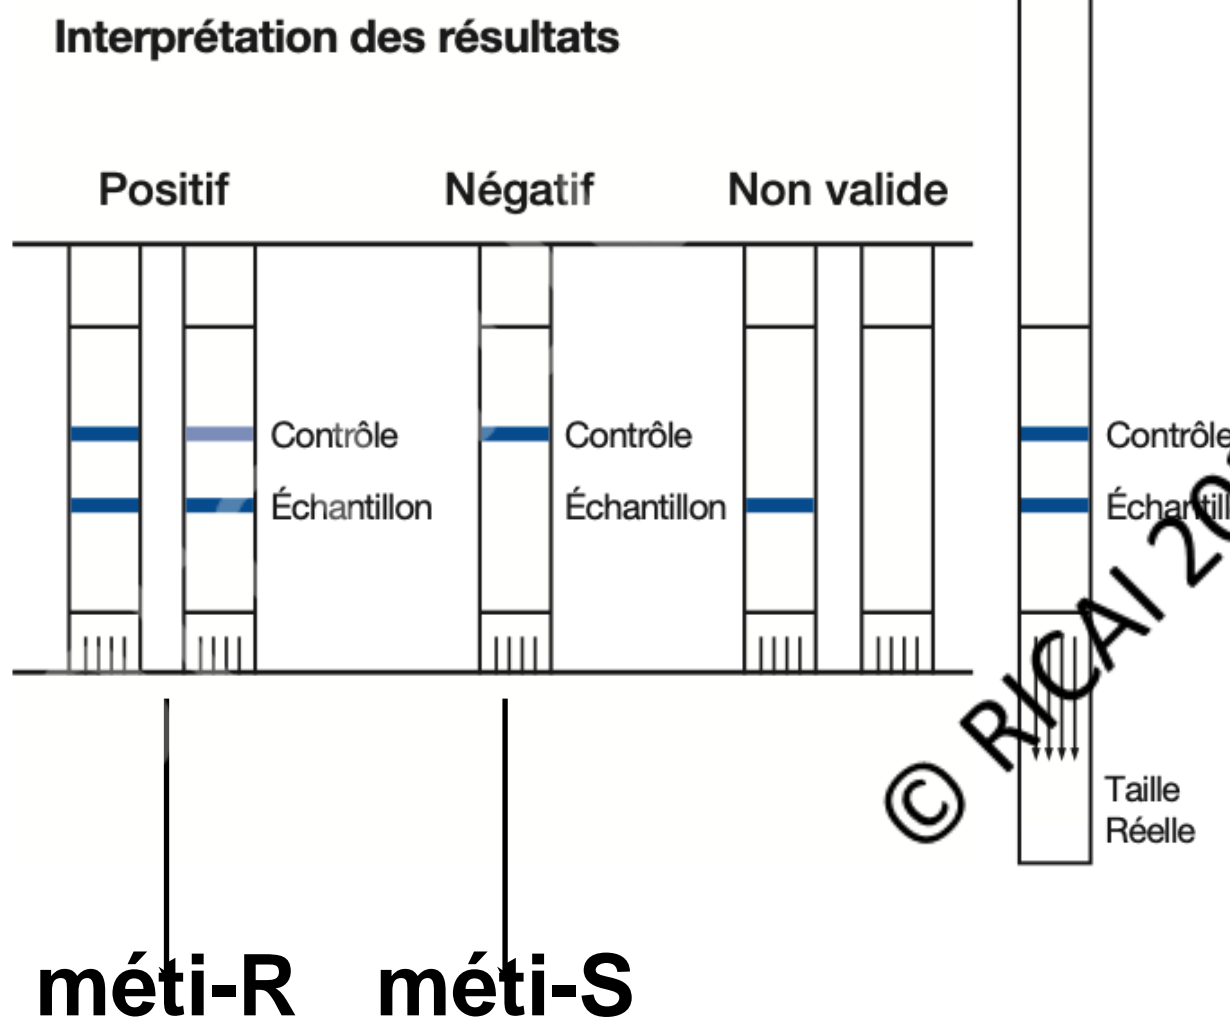 Interprétation des résultats
Positif Négatif Non valide
Contrôle Contrôle Contrôle
Échantillon Échantillon
© RICAI
Taille
Réelle
méti-R méti-S